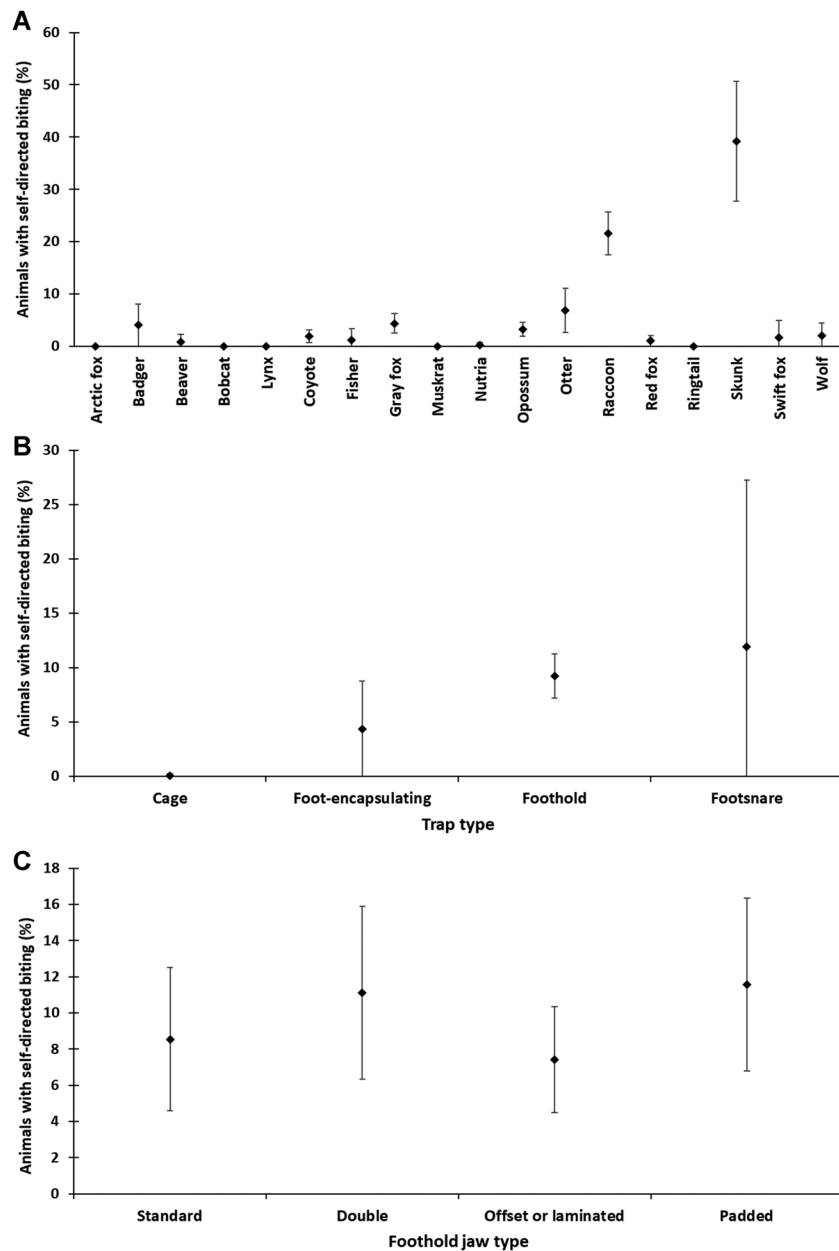 A
Animals with self-directed biting (%)
60
50
40
30
20
10
0
Arctic fox
Badger
Beaver
Bobcat
Lynx
Coyote
Fisher
Gray fox
Muskrat
Nutria
Opossum
Otter
Raccoon
Red fox
Ringtail
Skunk
Swift fox
Wolf
B
Animals with self-directed biting (%)
30
25
20
15
10
5
0
Cage Foot-encapsulating Foothold Footsnare
Trap type
C
Animals with self-directed biting (%)
18
16
14
12
10
8
6
4
2
0
Standard Double Offset or laminated Padded
Foothold jaw type